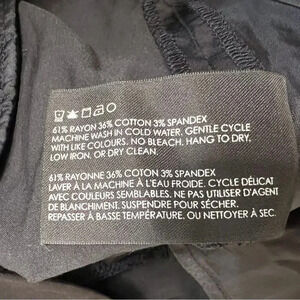 61% RAYON 36% COTTON 3% SPANDEX
MACHINE WASH IN COLD WATER. GENTLE CYCLE
WITH LIKE COLOURS. NO BLEACH. HANG TO DRY.
LOW IRON. OR DRY CLEAN.
61% RAYONNE 36% COTON 3% SPANDEX
LAVER À LA MACHINE À L'EAU FROIDE. CYCLE DÉLICAT
AVEC COULEURS SEMBLABLES. NE PAS UTILISER D'AGENT
DE BLANCHIMENT. SUSPENDRE POUR SÉCHER.
REPASSER À BASSE TEMPÉRATURE. OU NETTOYER À SEC.